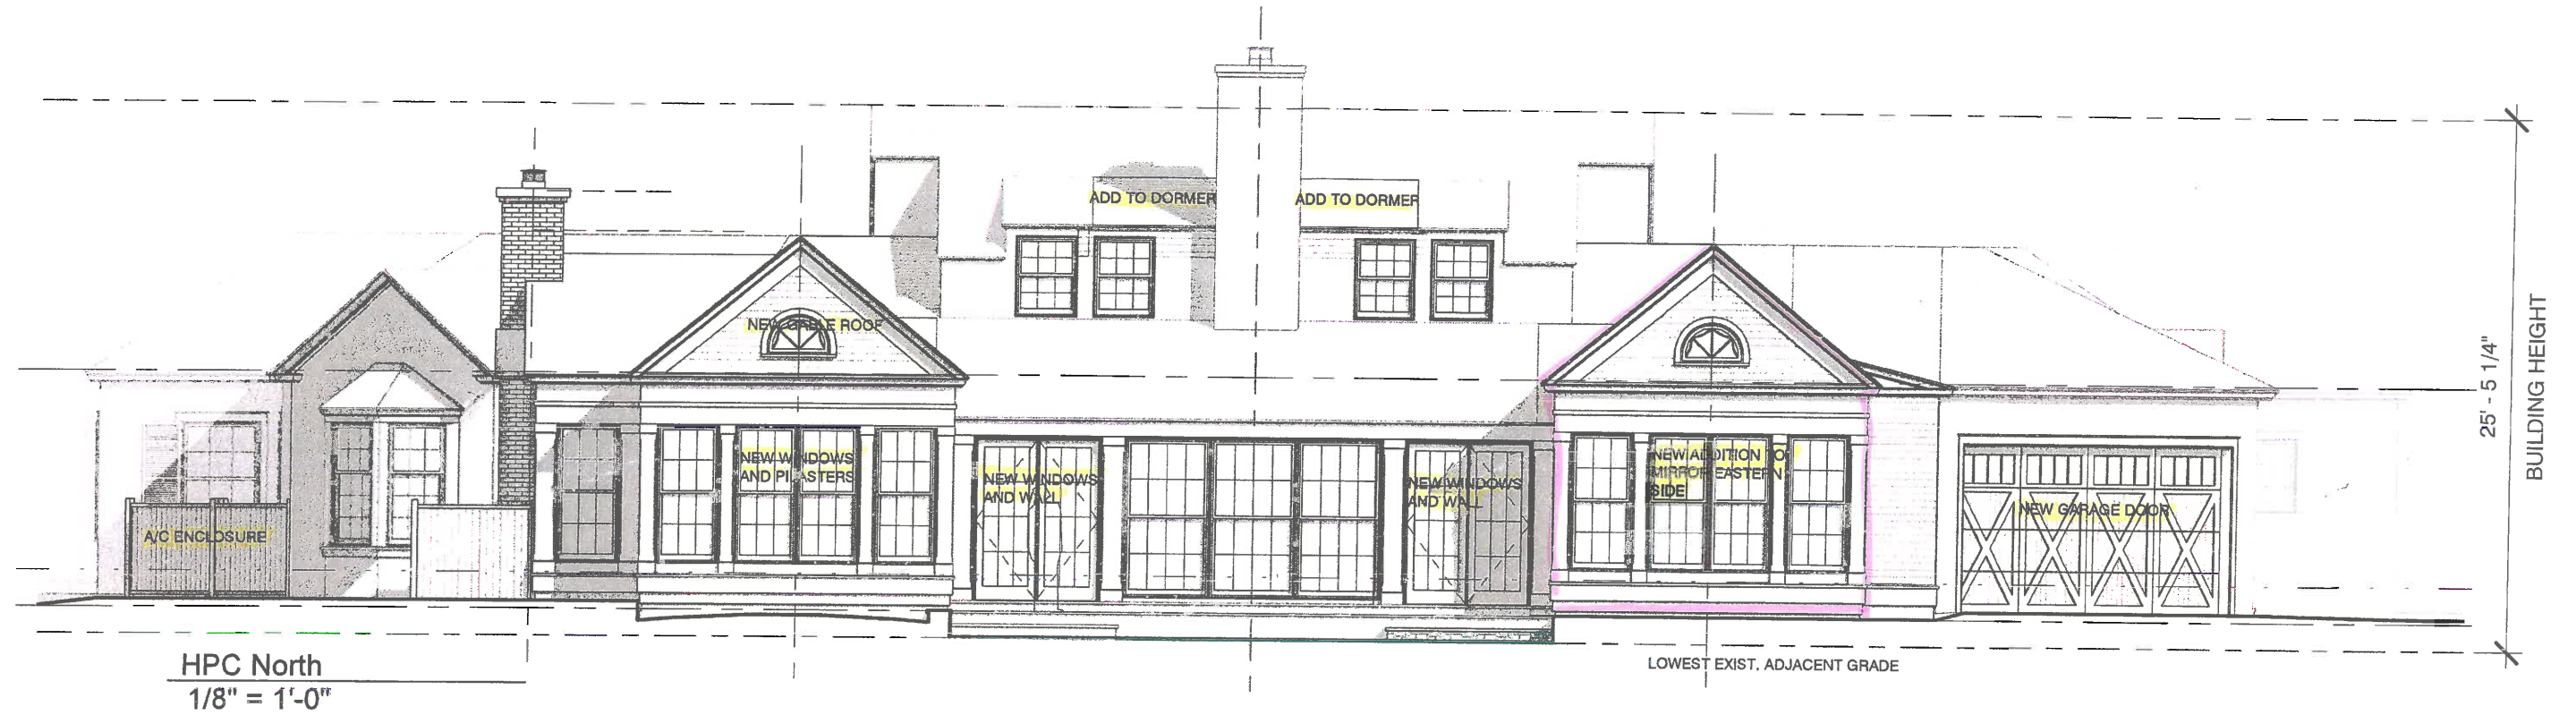 ADD TO DORMER
ADD TO DORMER
NEW GABLE ROOF
NEW WINDOWS
AND PILASTERS
NEW WINDOWS
AND WALL
NEW WINDOWS
AND WALL
NEW ADDITION TO
MIRROR EASTERN
SIDE
NEW GARAGE DOOR
A/C ENCLOSURE
25' - 5 1/4"
BUILDING HEIGHT
LOWEST EXIST. ADJACENT GRADE
HPC North
1/8" = 1'-0"